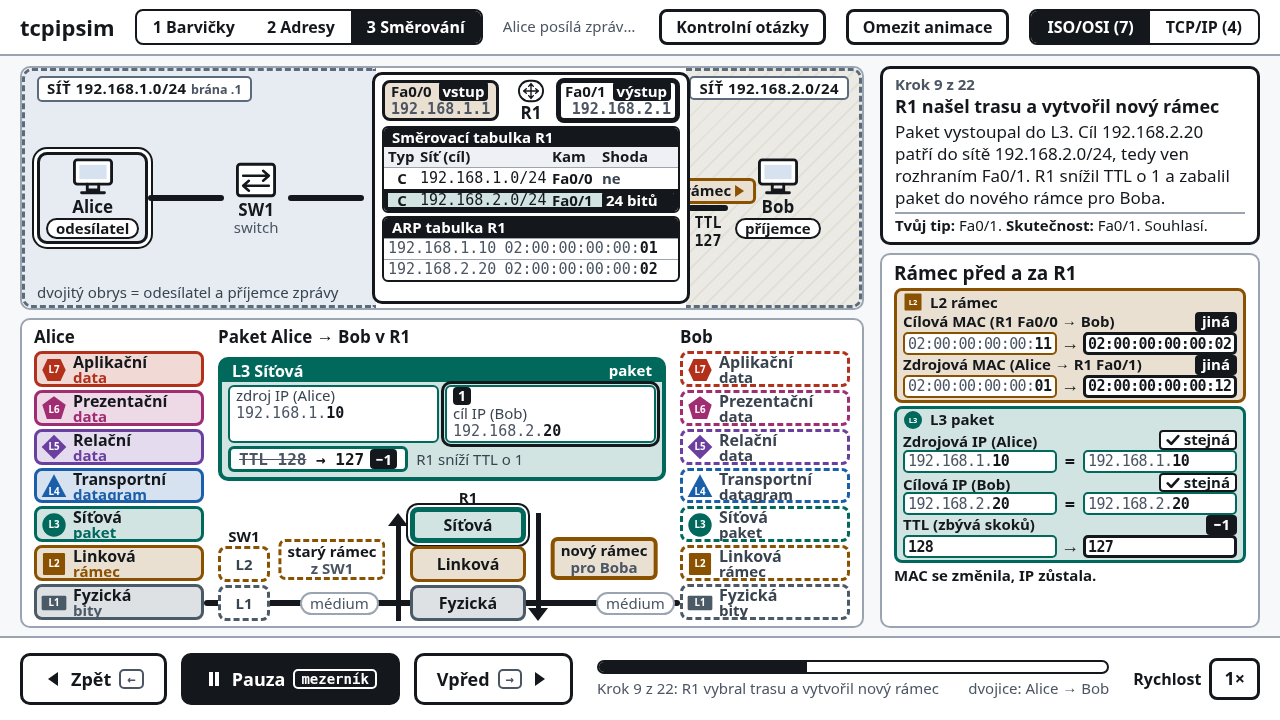 tcpipsim
1 Barvičky
2 Adresy
3 Směrování
Alice posílá zpráv…
Kontrolní otázky
Omezit animace
ISO/OSI (7)
TCP/IP (4)
SÍŤ 192.168.1.0/24 brána .1
Alice
odesílatel
SW1
switch
dvojitý obrys = odesílatel a příjemce zprávy
Fa0/0 vstup
192.168.1.1
R1
Fa0/1 výstup
192.168.2.1
Směrovací tabulka R1
Typ Síť (cíl) Kam Shoda
C 192.168.1.0/24 Fa0/0 ne
C 192.168.2.0/24 Fa0/1 24 bitů
ARP tabulka R1
192.168.1.10 02:00:00:00:00:01
192.168.2.20 02:00:00:00:00:02
SÍŤ 192.168.2.0/24
rámec
TTL
127
Bob
příjemce
Krok 9 z 22
R1 našel trasu a vytvořil nový rámec
Paket vystoupal do L3. Cíl 192.168.2.20
patří do sítě 192.168.2.0/24, tedy ven
rozhraním Fa0/1. R1 snížil TTL o 1 a zabalil
paket do nového rámce pro Boba.
Tvůj tip: Fa0/1. Skutečnost: Fa0/1. Souhlasí.
Alice
L7 Aplikační
data
L6 Prezentační
data
L5 Relační
data
L4 Transportní
datagram
L3 Síťová
paket
L2 Linková
rámec
L1 Fyzická
bity
Paket Alice → Bob v R1
L3 Síťová
paket
zdroj IP (Alice)
192.168.1.10
1
cíl IP (Bob)
192.168.2.20
TTL 128 → 127 −1
R1 sníží TTL o 1
SW1
L2
L1
starý rámec
z SW1
médium
R1
Síťová
Linková
Fyzická
nový rámec
pro Boba
médium
Bob
L7 Aplikační
data
L6 Prezentační
data
L5 Relační
data
L4 Transportní
datagram
L3 Síťová
paket
L2 Linková
rámec
L1 Fyzická
bity
Rámec před a za R1
L2 L2 rámec
Cílová MAC (R1 Fa0/0 → Bob) jiná
02:00:00:00:00:11 → 02:00:00:00:00:02
Zdrojová MAC (Alice → R1 Fa0/1) jiná
02:00:00:00:00:01 → 02:00:00:00:00:12
L3 L3 paket
Zdrojová IP (Alice) stejná
192.168.1.10 = 192.168.1.10
Cílová IP (Bob) stejná
192.168.2.20 = 192.168.2.20
TTL (zbývá skoků) −1
128 → 127
MAC se změnila, IP zůstala.
Zpět ←
Pauza mezerník
Vpřed →
Krok 9 z 22: R1 vybral trasu a vytvořil nový rámec
dvojice: Alice → Bob
Rychlost
1×